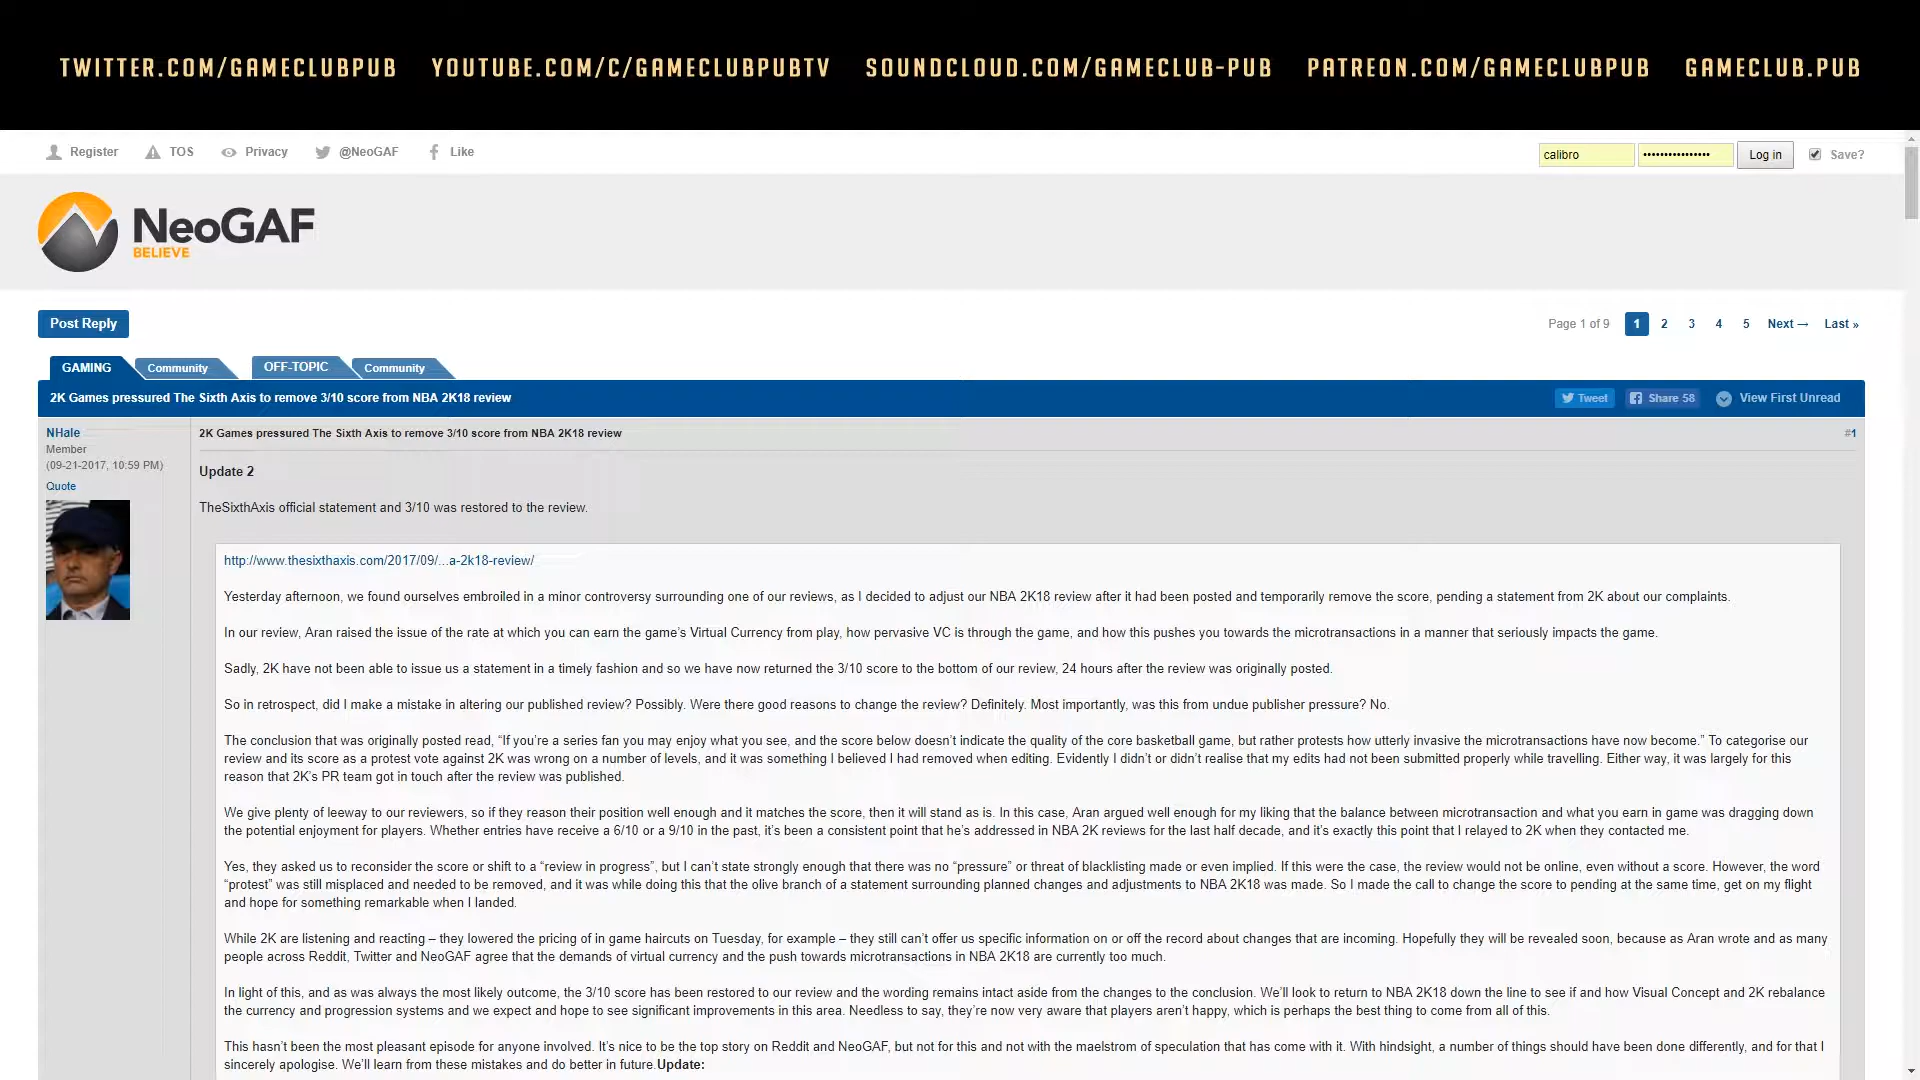 TWITTER.COM/GAMECLUBPUB YOUTUBE.COM/C/GAMECLUBPUBTV SOUNDCLOUD.COM/GAMECLUB-PUB PATREON.COM/GAMECLUBPUB GAMECLUB.PUB
Register TOS Privacy @NeoGAF Like calibro •••••••••••••••• Log in Save?
NeoGAF
BELIEVE
Post Reply Page 1 of 9 1 2 3 4 5 Next → Last »
GAMING Community OFF-TOPIC Community
2K Games pressured The Sixth Axis to remove 3/10 score from NBA 2K18 review Tweet Share 58 View First Unread
NHale
Member
(09-21-2017, 10:59 PM)
Quote
2K Games pressured The Sixth Axis to remove 3/10 score from NBA 2K18 review #1
Update 2
TheSixthAxis official statement and 3/10 was restored to the review.
http://www.thesixthaxis.com/2017/09/...a-2k18-review/
Yesterday afternoon, we found ourselves embroiled in a minor controversy surrounding one of our reviews, as I decided to adjust our NBA 2K18 review after it had been posted and temporarily remove the score, pending a statement from 2K about our complaints.
In our review, Aran raised the issue of the rate at which you can earn the game’s Virtual Currency from play, how pervasive VC is through the game, and how this pushes you towards the microtransactions in a manner that seriously impacts the game.
Sadly, 2K have not been able to issue us a statement in a timely fashion and so we have now returned the 3/10 score to the bottom of our review, 24 hours after the review was originally posted.
So in retrospect, did I make a mistake in altering our published review? Possibly. Were there good reasons to change the review? Definitely. Most importantly, was this from undue publisher pressure? No.
The conclusion that was originally posted read, “If you’re a series fan you may enjoy what you see, and the score below doesn’t indicate the quality of the core basketball game, but rather protests how utterly invasive the microtransactions have now become.” To categorise our
review and its score as a protest vote against 2K was wrong on a number of levels, and it was something I believed I had removed when editing. Evidently I didn’t or didn’t realise that my edits had not been submitted properly while travelling. Either way, it was largely for this
reason that 2K’s PR team got in touch after the review was published.
We give plenty of leeway to our reviewers, so if they reason their position well enough and it matches the score, then it will stand as is. In this case, Aran argued well enough for my liking that the balance between microtransaction and what you earn in game was dragging down
the potential enjoyment for players. Whether entries have receive a 6/10 or a 9/10 in the past, it’s been a consistent point that he’s addressed in NBA 2K reviews for the last half decade, and it’s exactly this point that I relayed to 2K when they contacted me.
Yes, they asked us to reconsider the score or shift to a “review in progress”, but I can’t state strongly enough that there was no “pressure” or threat of blacklisting made or even implied. If this were the case, the review would not be online, even without a score. However, the word
“protest” was still misplaced and needed to be removed, and it was while doing this that the olive branch of a statement surrounding planned changes and adjustments to NBA 2K18 was made. So I made the call to change the score to pending at the same time, get on my flight
and hope for something remarkable when I landed.
While 2K are listening and reacting – they lowered the pricing of in game haircuts on Tuesday, for example – they still can’t offer us specific information on or off the record about changes that are incoming. Hopefully they will be revealed soon, because as Aran wrote and as many
people across Reddit, Twitter and NeoGAF agree that the demands of virtual currency and the push towards microtransactions in NBA 2K18 are currently too much.
In light of this, and as was always the most likely outcome, the 3/10 score has been restored to our review and the wording remains intact aside from the changes to the conclusion. We’ll look to return to NBA 2K18 down the line to see if and how Visual Concept and 2K rebalance
the currency and progression systems and we expect and hope to see significant improvements in this area. Needless to say, they’re now very aware that players aren’t happy, which is perhaps the best thing to come from all of this.
This hasn’t been the most pleasant episode for anyone involved. It’s nice to be the top story on Reddit and NeoGAF, but not for this and not with the maelstrom of speculation that has come with it. With hindsight, a number of things should have been done differently, and for that I
sincerely apologise. We’ll learn from these mistakes and do better in future.Update: